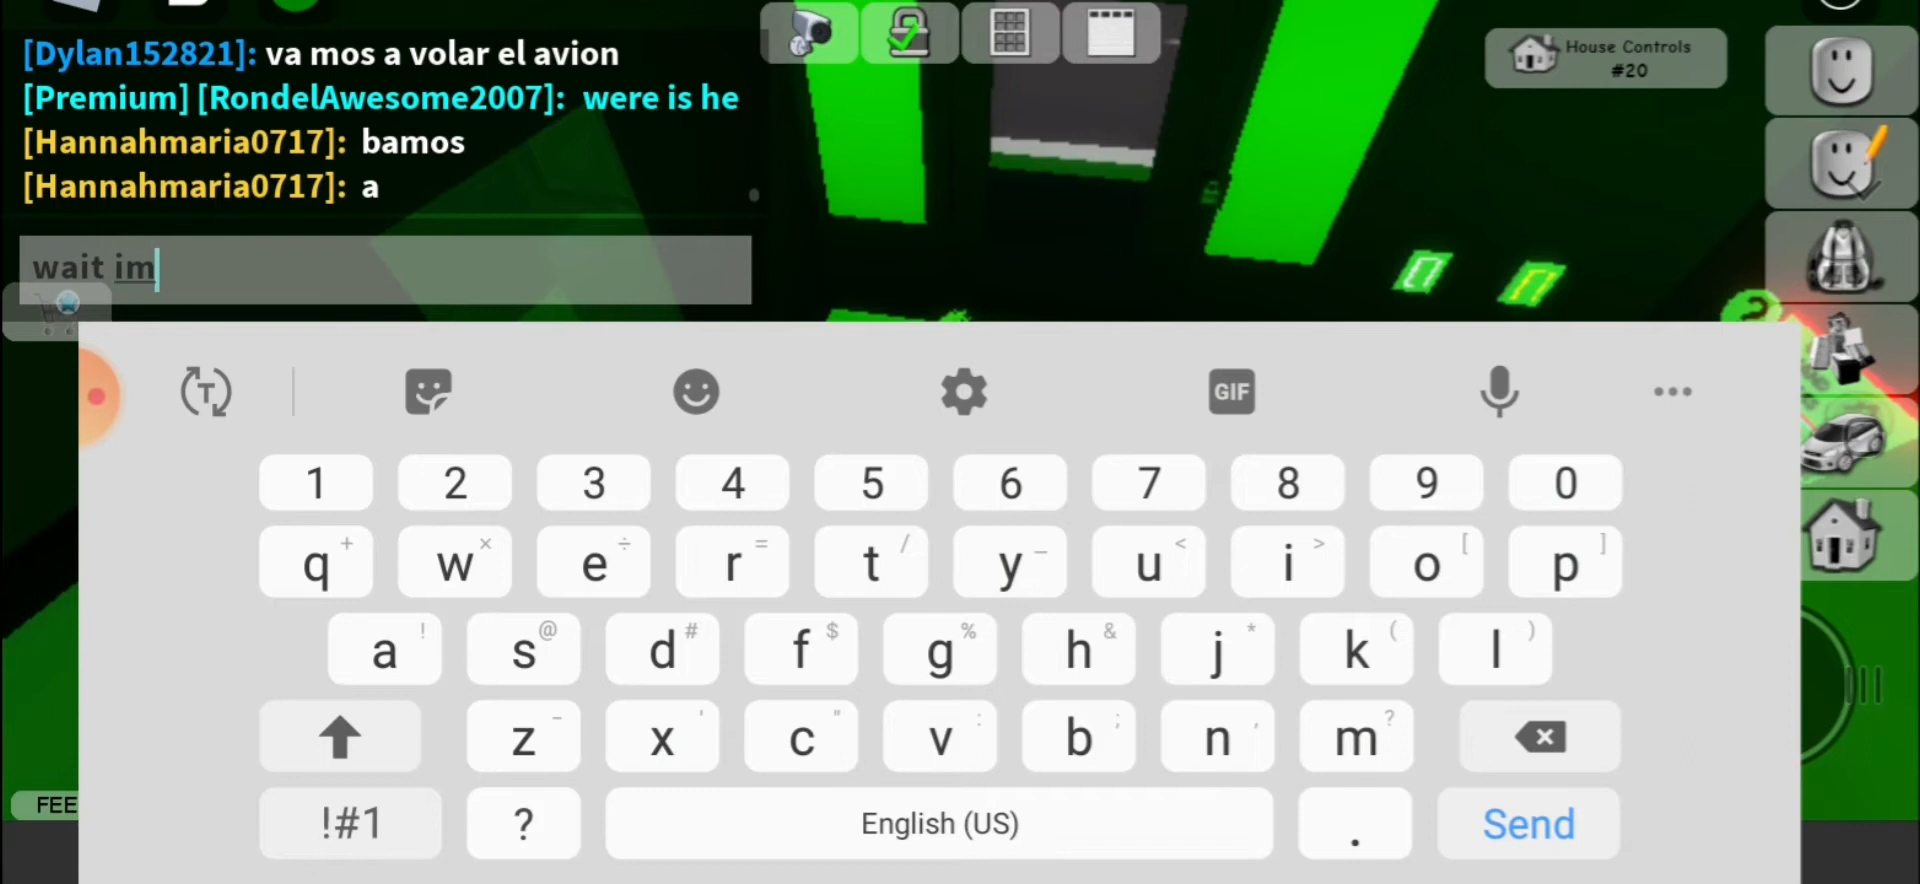 [Dylan152821]: va mos a volar el avion
[Premium] [RondelAwesome2007]: were is he
[Hannahmaria0717]: bamos
[Hannahmaria0717]: a
House Controls
#20
wait im
T
GIF
1 2 3 4 5 6 7 8 9 0
q + w × e ÷ r = t / y _ u < i > o [ p ]
a ! s @ d # f $ g % h & j * k ( l )
z - x ' c " v : b ; n , m ?
FEE
!#1 ? English (US) . Send